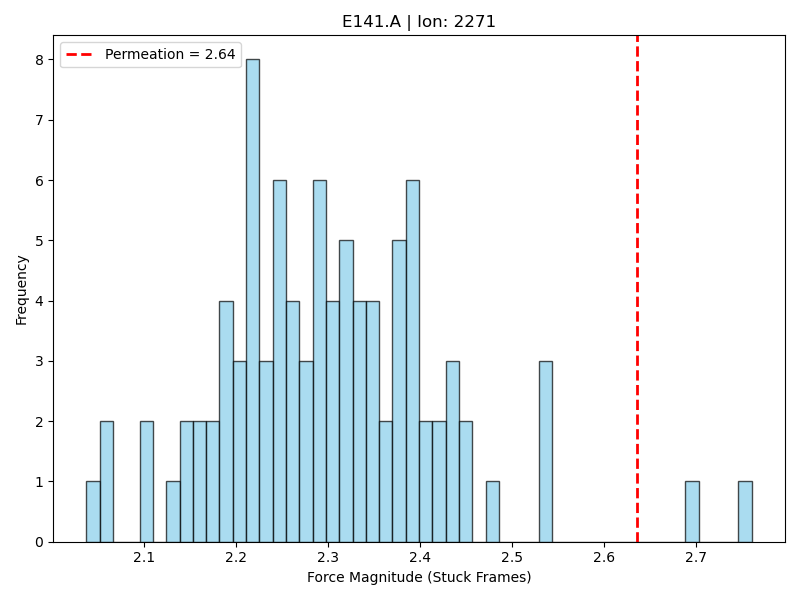 E141.A | Ion: 2271
Permeation = 2.64
8
7
6
5
4
3
2
1
0
Frequency
2.1 2.2 2.3 2.4 2.5 2.6 2.7
Force Magnitude (Stuck Frames)